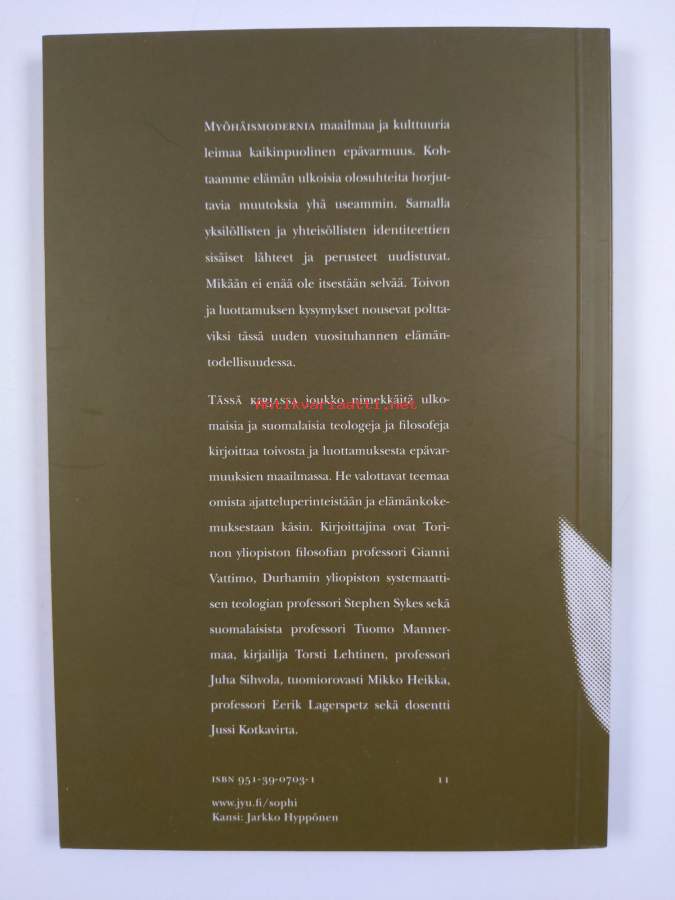 MYÖHÄISMODERNIA maailmaa ja kulttuuria
leimaa kaikinpuolinen epävarmuus. Koh-
taamme elämän ulkoisia olosuhteita horjut-
tavia muutoksia yhä useammin. Samalla
yksilöllisten ja yhteisöllisten identiteettien
sisäiset lähteet ja perusteet uudistuvat.
Mikään ei enää ole itsestään selvää. Toivon
ja luottamuksen kysymykset nousevat poltta-
viksi tässä uuden vuosituhannen elämän-
todellisuudessa.
TÄSSÄ KIRJASSA joukko nimekkäitä ulko-
Antikvariaatti.net
maisia ja suomalaisia teologeja ja filosofeja
kirjoittaa toivosta ja luottamuksesta epävar-
muuksien maailmassa. He valottavat teemaa
omista ajatteluperinteistään ja elämänkoke-
muksestaan käsin. Kirjoittajina ovat Tori-
non yliopiston filosofian professori Gianni
Vattimo, Durhamin yliopiston systemaatti-
sen teologian professori Stephen Sykes sekä
suomalaisista professori Tuomo Manner-
maa, kirjailija Torsti Lehtinen, professori
Juha Sihvola, tuomiorovasti Mikko Heikka,
professori Eerik Lagerspetz sekä dosentti
Jussi Kotkavirta.
ISBN 951-39-0703-1 11
www.jyu.fi/sophi
Kansi: Jarkko Hyppönen